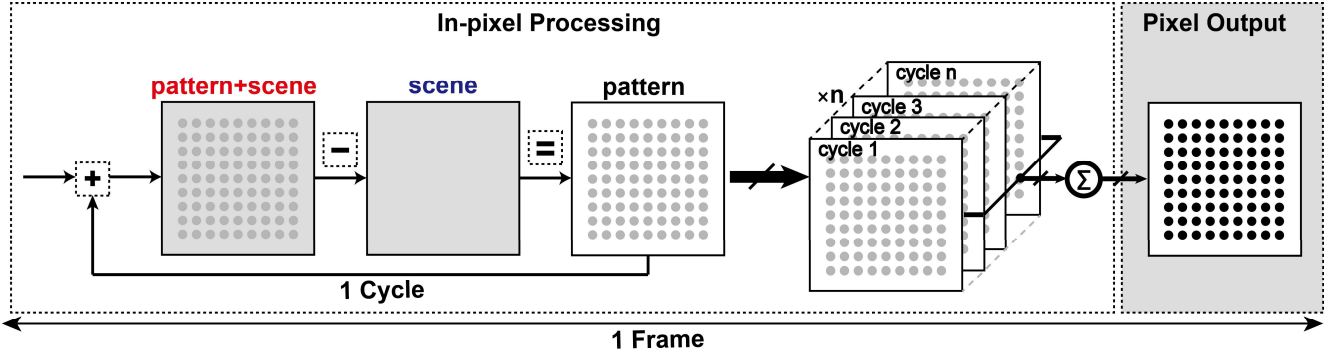 In-pixel Processing
Pixel Output
pattern+scene
scene
pattern
+
−
=
×n
cycle n
cycle 3
cycle 2
cycle 1
Σ
1 Cycle
1 Frame